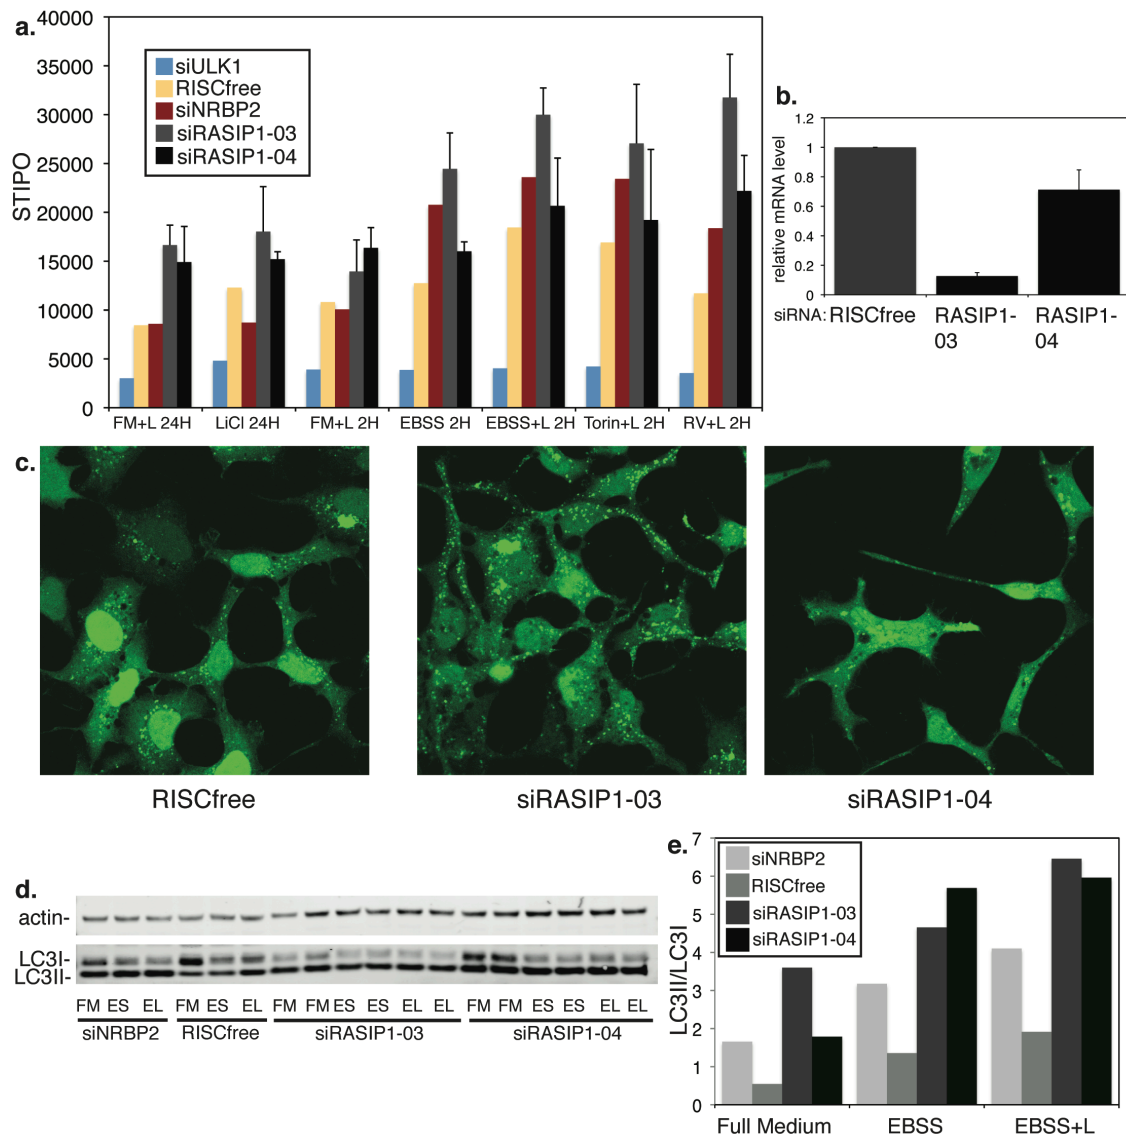 a.
40000
35000
30000
25000
20000
15000
10000
5000
0
STIPO
siULK1
RISCfree
siNRBP2
siRASIP1-03
siRASIP1-04
FM+L 24H LiCl 24H FM+L 2H EBSS 2H EBSS+L 2H Torin+L 2H RV+L 2H
b.
1.2
1
0.8
0.6
0.4
0.2
0
relative mRNA level
siRNA: RISCfree RASIP1-03 RASIP1-04
c.
RISCfree siRASIP1-03 siRASIP1-04
d.
actin-
LC3I-
LC3II-
FM ES EL FM ES EL FM FM ES ES EL EL FM FM ES ES EL EL
siNRBP2 RISCfree siRASIP1-03 siRASIP1-04
e.
7
6
5
4
3
2
1
0
LC3II/LC3I
siNRBP2
RISCfree
siRASIP1-03
siRASIP1-04
Full Medium EBSS EBSS+L